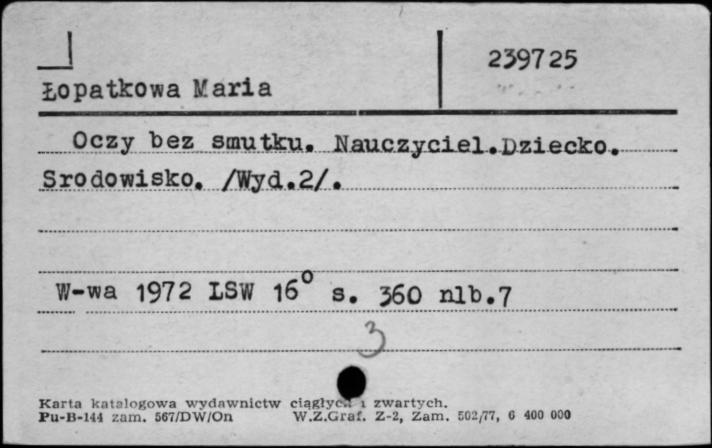 239725
Łopatkowa Maria
Oczy bez smutku. Nauczyciel.Dziecko.
Srodowisko. /Wyd.2/.
W-wa 1972 LSW 16° s. 360 nlb.7
3
Karta katalogowa wydawnictw ciągłych i zwartych.
Pu-B-144 zam. 567/DW/On W.Z.Graf. Z-2, Zam. 502/77, 6 400 000